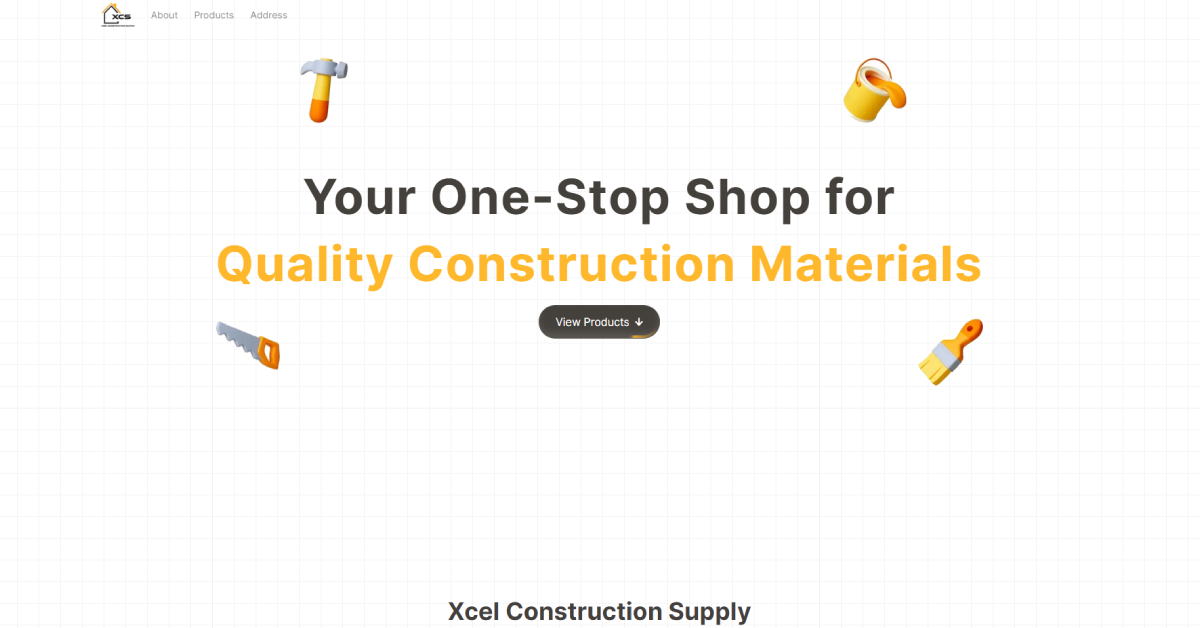 XCS
About
Products
Address
Your One-Stop Shop for
Quality Construction Materials
View Products ↓
Xcel Construction Supply